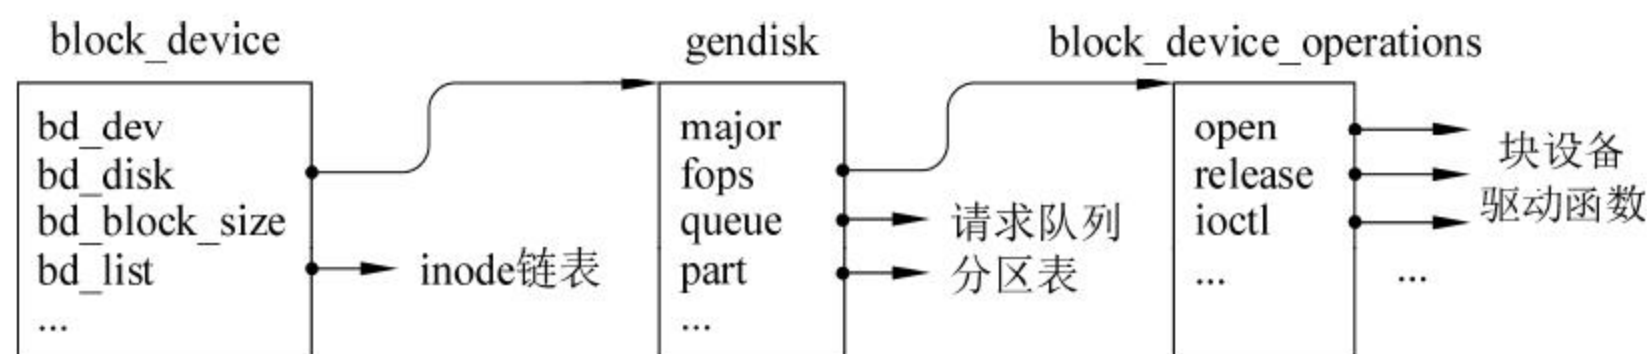 block_device
gendisk
block_device_operations
bd_dev
bd_disk
bd_block_size
bd_list
...
inode链表
major
fops
queue
part
...
请求队列
分区表
open
release
ioctl
...
块设备
驱动函数
...